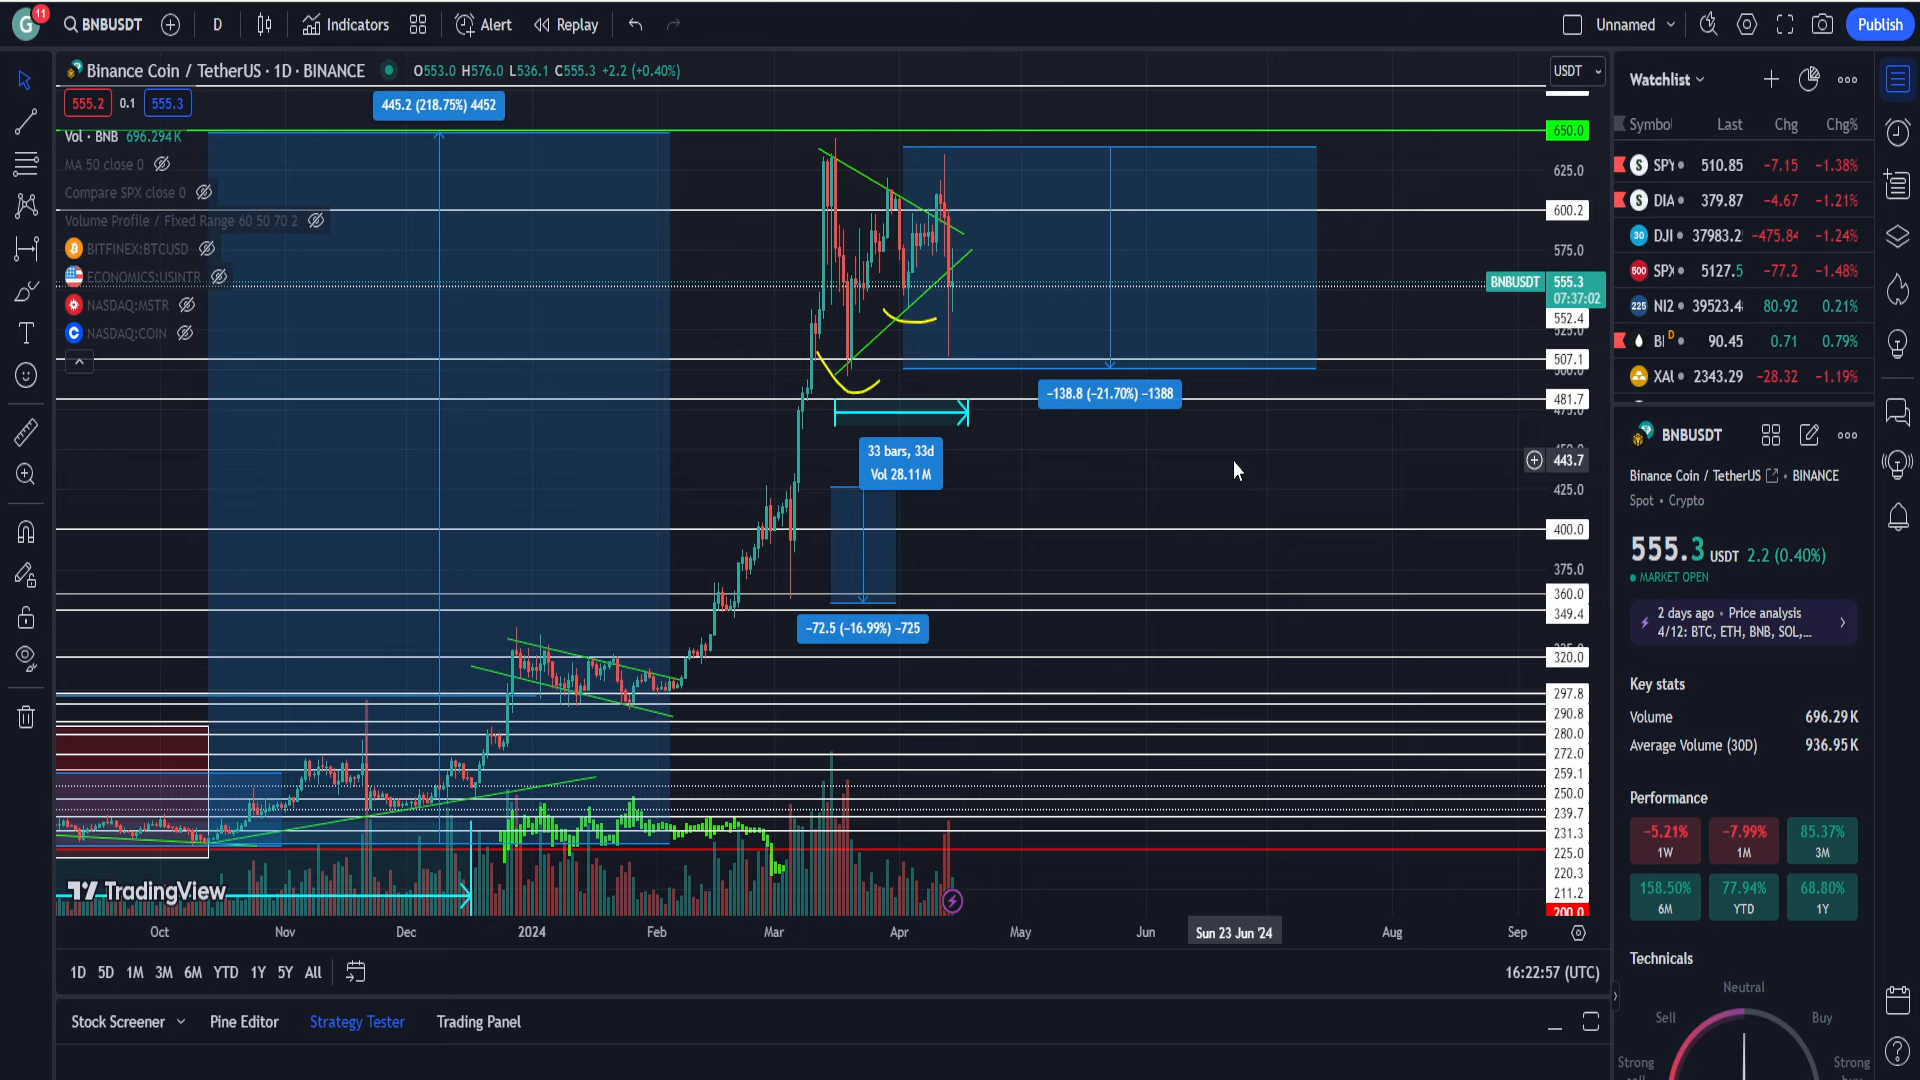 G
11
BNBUSDT
D
Indicators
Alert
Replay
Unnamed
Publish
Binance Coin / TetherUS · 1D · BINANCE
O553.0 H576.0 L536.1 C555.3 +2.2 (+0.40%)
USDT
555.2 0.1 555.3
445.2 (218.75%) 4452
Vol · BNB 696.294K
MA 50 close 0
Compare SPX close 0
Volume Profile / Fixed Range 60 50 70 2
BITFINEX:BTCUSD
ECONOMICS:USINTR
NASDAQ:MSTR
NASDAQ:COIN
−138.8 (−21.70%) −1388
33 bars, 33d
Vol 28.11M
−72.5 (−16.99%) −725
650.0
625.0
600.2
575.0
BNBUSDT 555.3
07:37:02
552.4
525.0
507.1
500.0
481.7
475.0
450.0
443.7
425.0
400.0
375.0
360.0
349.4
320.0
297.8
290.8
280.0
272.0
259.1
250.0
239.7
231.3
225.0
220.3
211.2
200.0
TradingView
Oct Nov Dec 2024 Feb Mar Apr May Jun Sun 23 Jun '24 Aug Sep
1D 5D 1M 3M 6M YTD 1Y 5Y All
16:22:57 (UTC)
Stock Screener Pine Editor Strategy Tester Trading Panel
Watchlist
Symbol Last Chg Chg%
SPY 510.85 −7.15 −1.38%
DIA 379.87 −4.67 −1.21%
30 DJI 37983.2 −475.84 −1.24%
500 SPX 5127.5 −77.2 −1.48%
225 NI2 39523.4 80.92 0.21%
D 90.45 0.71 0.79%
XAU 2343.29 −28.32 −1.19%
BNBUSDT
Binance Coin / TetherUS • BINANCE
Spot • Crypto
555.3 USDT 2.2 (0.40%)
MARKET OPEN
2 days ago • Price analysis
4/12: BTC, ETH, BNB, SOL,...
Key stats
Volume 696.29K
Average Volume (30D) 936.95K
Performance
−5.21% −7.99% 85.37%
1W 1M 3M
158.50% 77.94% 68.80%
6M YTD 1Y
Technicals
Neutral
Sell Buy
Strong Strong